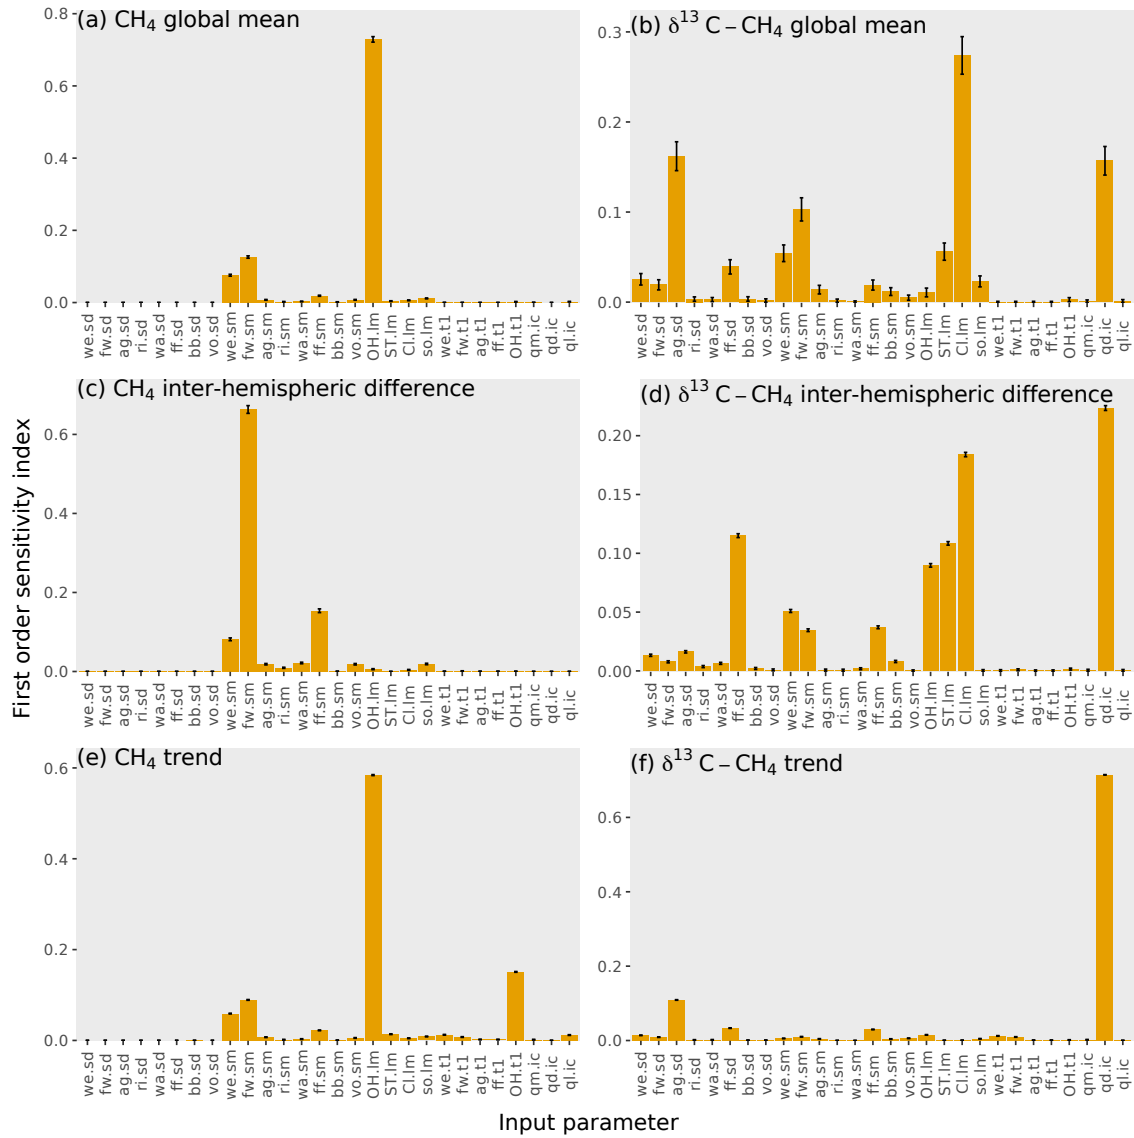 (a) CH₄ global mean
0.8
0.6
0.4
0.2
0.0
we.sd fw.sd ag.sd ri.sd wa.sd ff.sd bb.sd vo.sd we.sm fw.sm ag.sm ri.sm wa.sm ff.sm bb.sm vo.sm OH.lm ST.lm Cl.lm so.lm we.t1 fw.t1 ag.t1 ff.t1 OH.t1 qm.ic qd.ic ql.ic
(b) δ¹³ C – CH₄ global mean
0.3
0.2
0.1
0.0
we.sd fw.sd ag.sd ri.sd wa.sd ff.sd bb.sd vo.sd we.sm fw.sm ag.sm ri.sm wa.sm ff.sm bb.sm vo.sm OH.lm ST.lm Cl.lm so.lm we.t1 fw.t1 ag.t1 ff.t1 OH.t1 qm.ic qd.ic ql.ic
First order sensitivity index
(c) CH₄ inter-hemispheric difference
0.6
0.4
0.2
0.0
we.sd fw.sd ag.sd ri.sd wa.sd ff.sd bb.sd vo.sd we.sm fw.sm ag.sm ri.sm wa.sm ff.sm bb.sm vo.sm OH.lm ST.lm Cl.lm so.lm we.t1 fw.t1 ag.t1 ff.t1 OH.t1 qm.ic qd.ic ql.ic
(d) δ¹³ C – CH₄ inter-hemispheric difference
0.20
0.15
0.10
0.05
0.00
we.sd fw.sd ag.sd ri.sd wa.sd ff.sd bb.sd vo.sd we.sm fw.sm ag.sm ri.sm wa.sm ff.sm bb.sm vo.sm OH.lm ST.lm Cl.lm so.lm we.t1 fw.t1 ag.t1 ff.t1 OH.t1 qm.ic qd.ic ql.ic
(e) CH₄ trend
0.6
0.4
0.2
0.0
we.sd fw.sd ag.sd ri.sd wa.sd ff.sd bb.sd vo.sd we.sm fw.sm ag.sm ri.sm wa.sm ff.sm bb.sm vo.sm OH.lm ST.lm Cl.lm so.lm we.t1 fw.t1 ag.t1 ff.t1 OH.t1 qm.ic qd.ic ql.ic
(f) δ¹³ C – CH₄ trend
0.6
0.4
0.2
0.0
we.sd fw.sd ag.sd ri.sd wa.sd ff.sd bb.sd vo.sd we.sm fw.sm ag.sm ri.sm wa.sm ff.sm bb.sm vo.sm OH.lm ST.lm Cl.lm so.lm we.t1 fw.t1 ag.t1 ff.t1 OH.t1 qm.ic qd.ic ql.ic
Input parameter